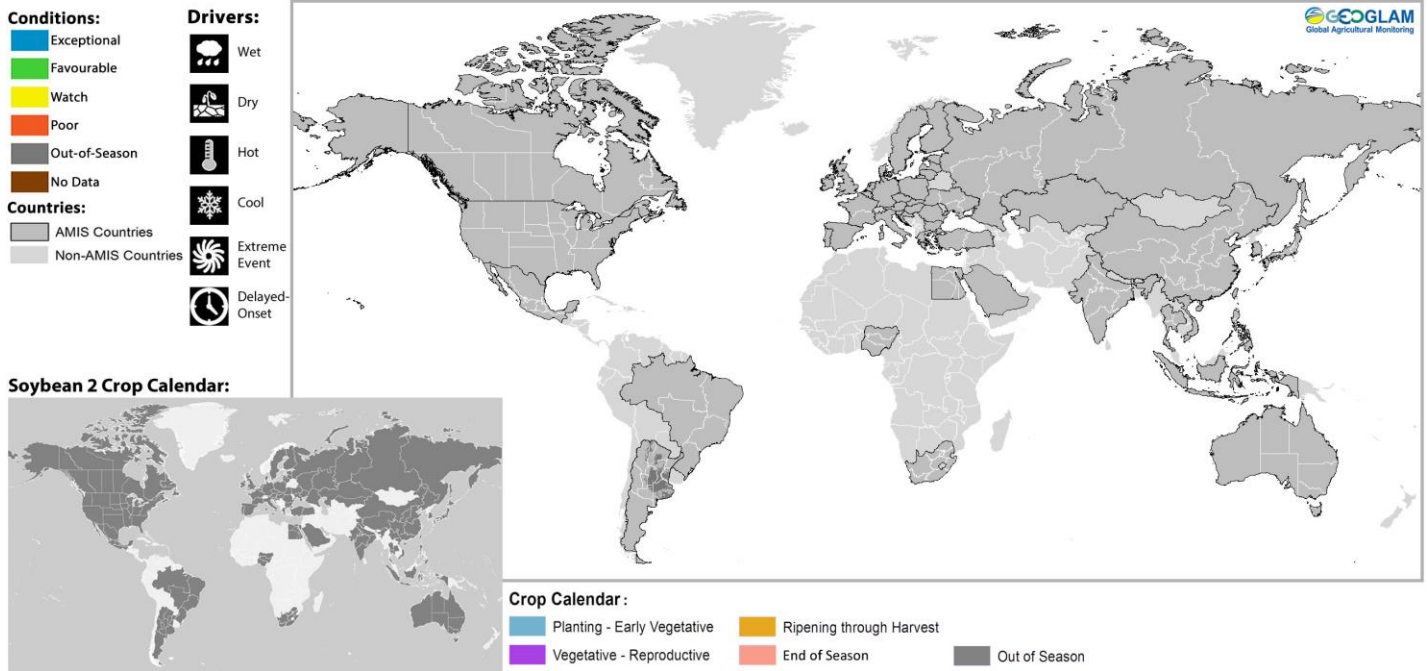 Conditions:
Exceptional
Favourable
Watch
Poor
Out-of-Season
No Data
Countries:
AMIS Countries
Non-AMIS Countries
Drivers:
Wet
Dry
Hot
Cool
Extreme
Event
Delayed-
Onset
GEOGLAM
Global Agricultural Monitoring
Soybean 2 Crop Calendar:
Crop Calendar :
Planting - Early Vegetative
Vegetative - Reproductive
Ripening through Harvest
End of Season
Out of Season